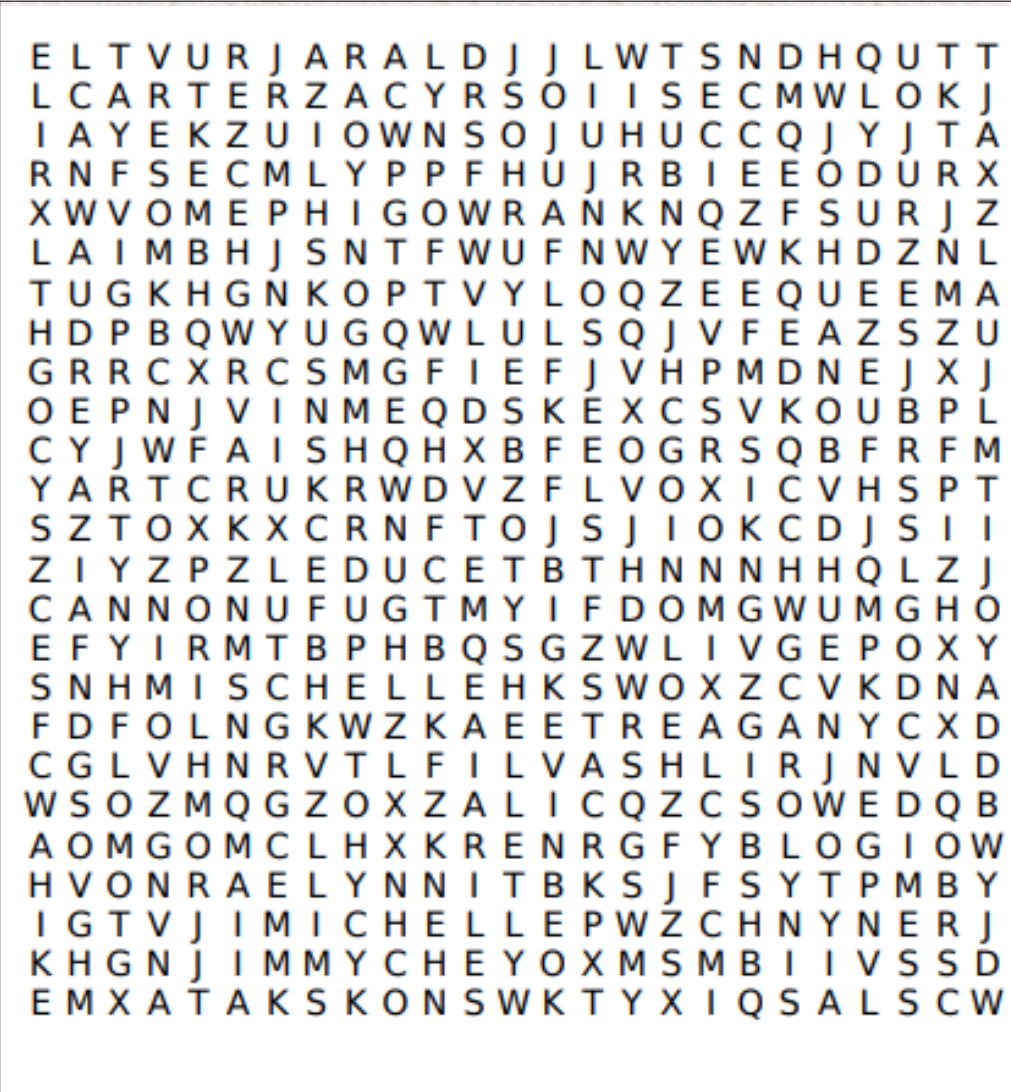 E L T V U R J A R A L D J J L W T S N D H Q U T T
L C A R T E R Z A C Y R S O I I S E C M W L O K J
I A Y E K Z U I O W N S O J U H U C C Q J Y J T A
R N F S E C M L Y P P F H U J R B I E E O D U R X
X W V O M E P H I G O W R A N K N Q Z F S U R J Z
L A I M B H J S N T F W U F N W Y E W K H D Z N L
T U G K H G N K O P T V Y L O Q Z E E Q U E E M A
H D P B Q W Y U G Q W L U L S Q J V F E A Z S Z U
G R R C X R C S M G F I E F J V H P M D N E J X J
O E P N J V I N M E Q D S K E X C S V K O U B P L
C Y J W F A I S H Q H X B F E O G R S Q B F R F M
Y A R T C R U K R W D V Z F L V O X I C V H S P T
S Z T O X K X C R N F T O J S J I O K C D J S I I
Z I Y Z P Z L E D U C E T B T H N N N H H Q L Z J
C A N N O N U F U G T M Y I F D O M G W U M G H O
E F Y I R M T B P H B Q S G Z W L I V G E P O X Y
S N H M I S C H E L L E H K S W O X Z C V K D N A
F D F O L N G K W Z K A E E T R E A G A N Y C X D
C G L V H N R V T L F I L V A S H L I R J N V L D
W S O Z M Q G Z O X Z A L I C Q Z C S O W E D Q B
A O M G O M C L H X K R E N R G F Y B L O G I O W
H V O N R A E L Y N N I T B K S J F S Y T P M B Y
I G T V J I M I C H E L L E P W Z C H N Y N E R J
K H G N J I M M Y C H E Y O X M S M B I I V S S D
E M X A T A K S K O N S W K T Y X I Q S A L S C W